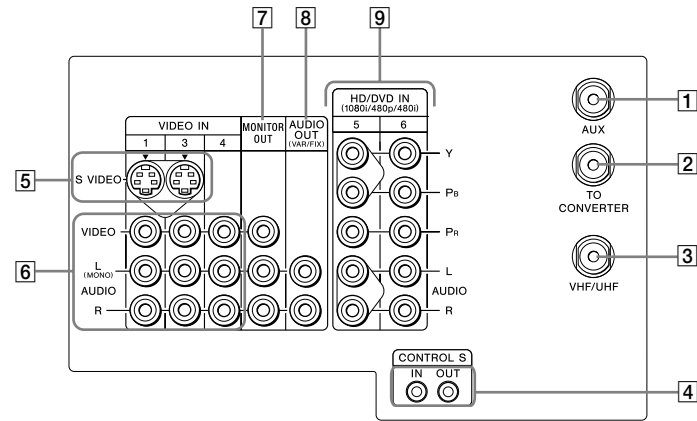 7
8
9
HD/DVD IN
(1080i/480p/480i)
5 6
1
AUX
VIDEO IN
1 3 4
MONITOR
OUT
AUDIO
OUT
(VAR/FIX)
Y
2
TO
CONVERTER
5
S VIDEO
PB
VIDEO
PR
3
VHF/UHF
6
L
(MONO)
AUDIO
R
L
AUDIO
R
CONTROL S
IN OUT
4